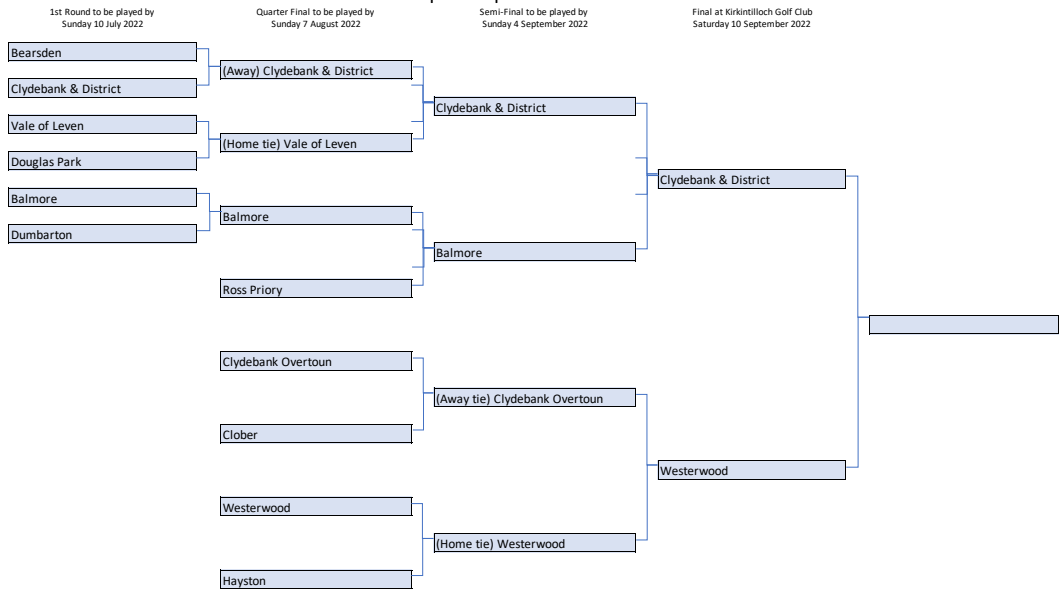 1st Round to be played by
Sunday 10 July 2022
Quarter Final to be played by
Sunday 7 August 2022
Semi-Final to be played by
Sunday 4 September 2022
Final at Kirkintilloch Golf Club
Saturday 10 September 2022
Bearsden
Clydebank & District
Vale of Leven
Douglas Park
Balmore
Dumbarton
(Away) Clydebank & District
(Home tie) Vale of Leven
Balmore
Ross Priory
Clydebank Overtoun
Clober
Westerwood
Hayston
Clydebank & District
Balmore
(Away tie) Clydebank Overtoun
(Home tie) Westerwood
Clydebank & District
Westerwood